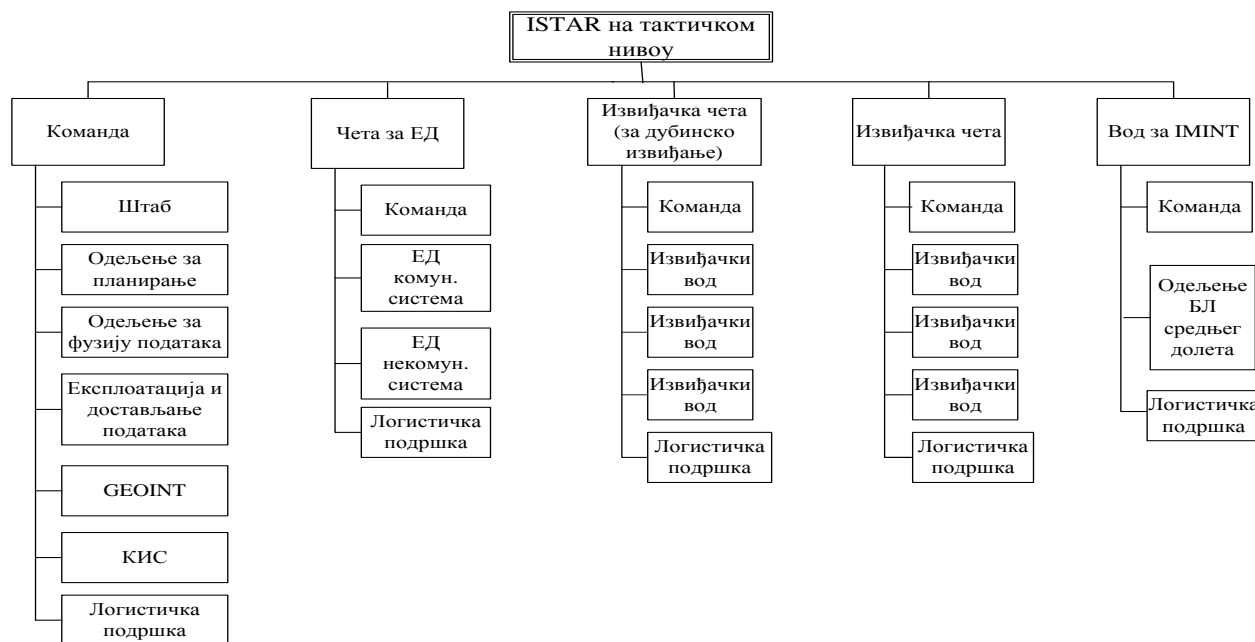 ISTAR на тактичком
нивоу
Команда
Штаб
Одељење за
планирање
Одељење за
фузију података
Експлоатација и
достављање
података
GEOINT
КИС
Логистичка
подршка
Чета за ЕД
Команда
ЕД
комун.
система
ЕД
некомун.
система
Логистичка
подршка
Извиђачка чета
(за дубинско
извиђање)
Команда
Извиђачки
вод
Извиђачки
вод
Извиђачки
вод
Логистичка
подршка
Извиђачка чета
Команда
Извиђачки
вод
Извиђачки
вод
Извиђачки
вод
Логистичка
подршка
Вод за IMINT
Команда
Одељење
БЛ
средњег
долета
Логистичка
подршка